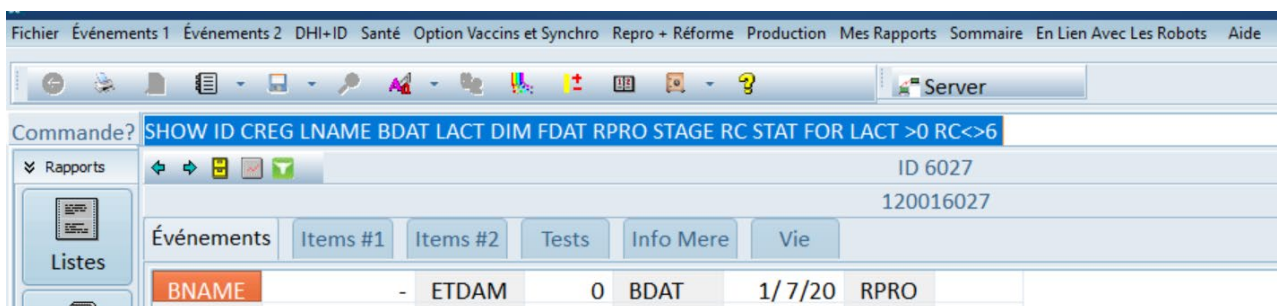 Fichier Événements 1 Événements 2 DHI+ID Santé Option Vaccins et Synchro Repro + Réforme Production Mes Rapports Sommaire En Lien Avec Les Robots Aide
Server
Commande? SHOW ID CREG LNAME BDAT LACT DIM FDAT RPRO STAGE RC STAT FOR LACT >0 RC<>6
Rapports ID 6027
120016027
Événements Items #1 Items #2 Tests Info Mere Vie
Listes
BNAME - ETDAM 0 BDAT 1/ 7/20 RPRO